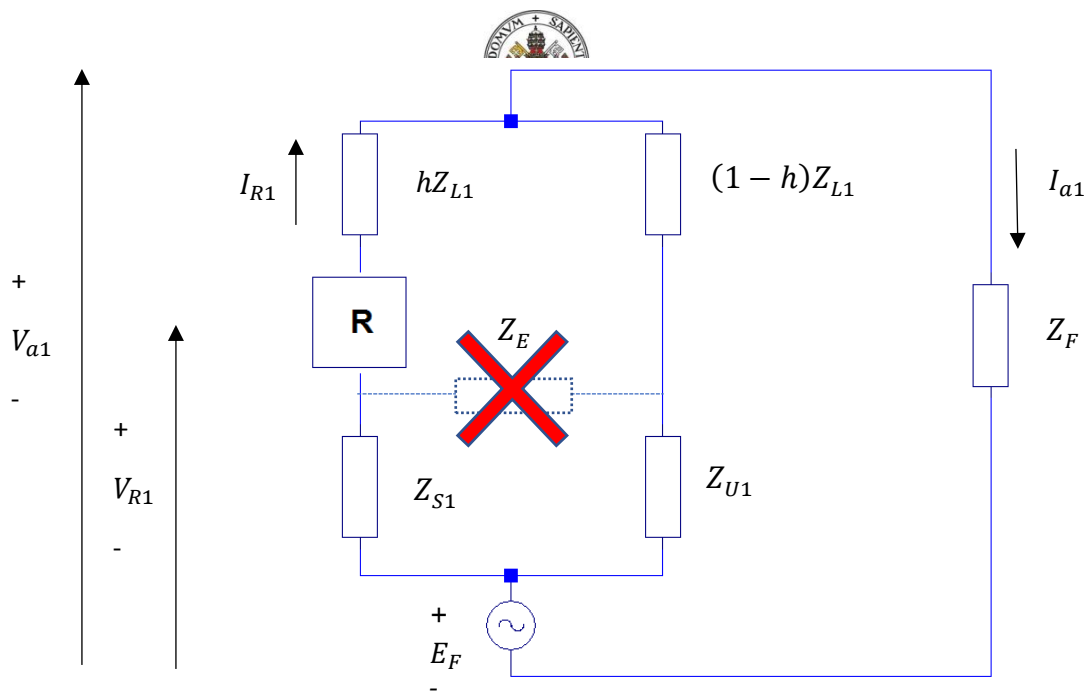 DOMVM + SAPIENT
I_{R1}
hZ_{L1}
(1 − h)Z_{L1}
I_{a1}
+
V_{a1}
-
R
Z_E
Z_F
+
V_{R1}
-
Z_{S1}
Z_{U1}
+
E_F
-